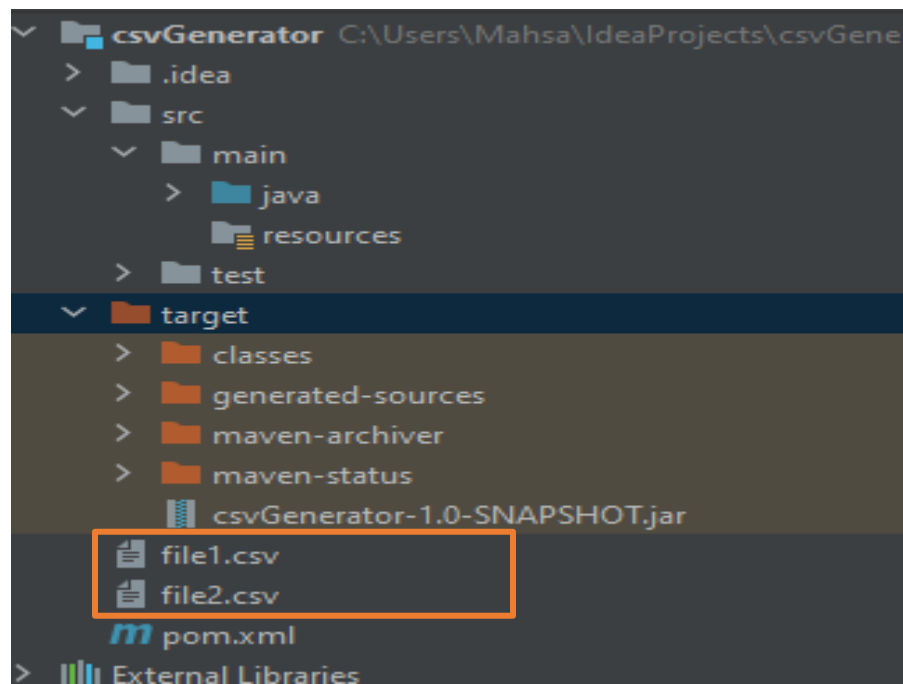 csvGenerator C:\Users\Mahsa\IdeaProjects\csvGene
.idea
src
main
java
resources
test
target
classes
generated-sources
maven-archiver
maven-status
csvGenerator-1.0-SNAPSHOT.jar
file1.csv
file2.csv
m pom.xml
External Libraries